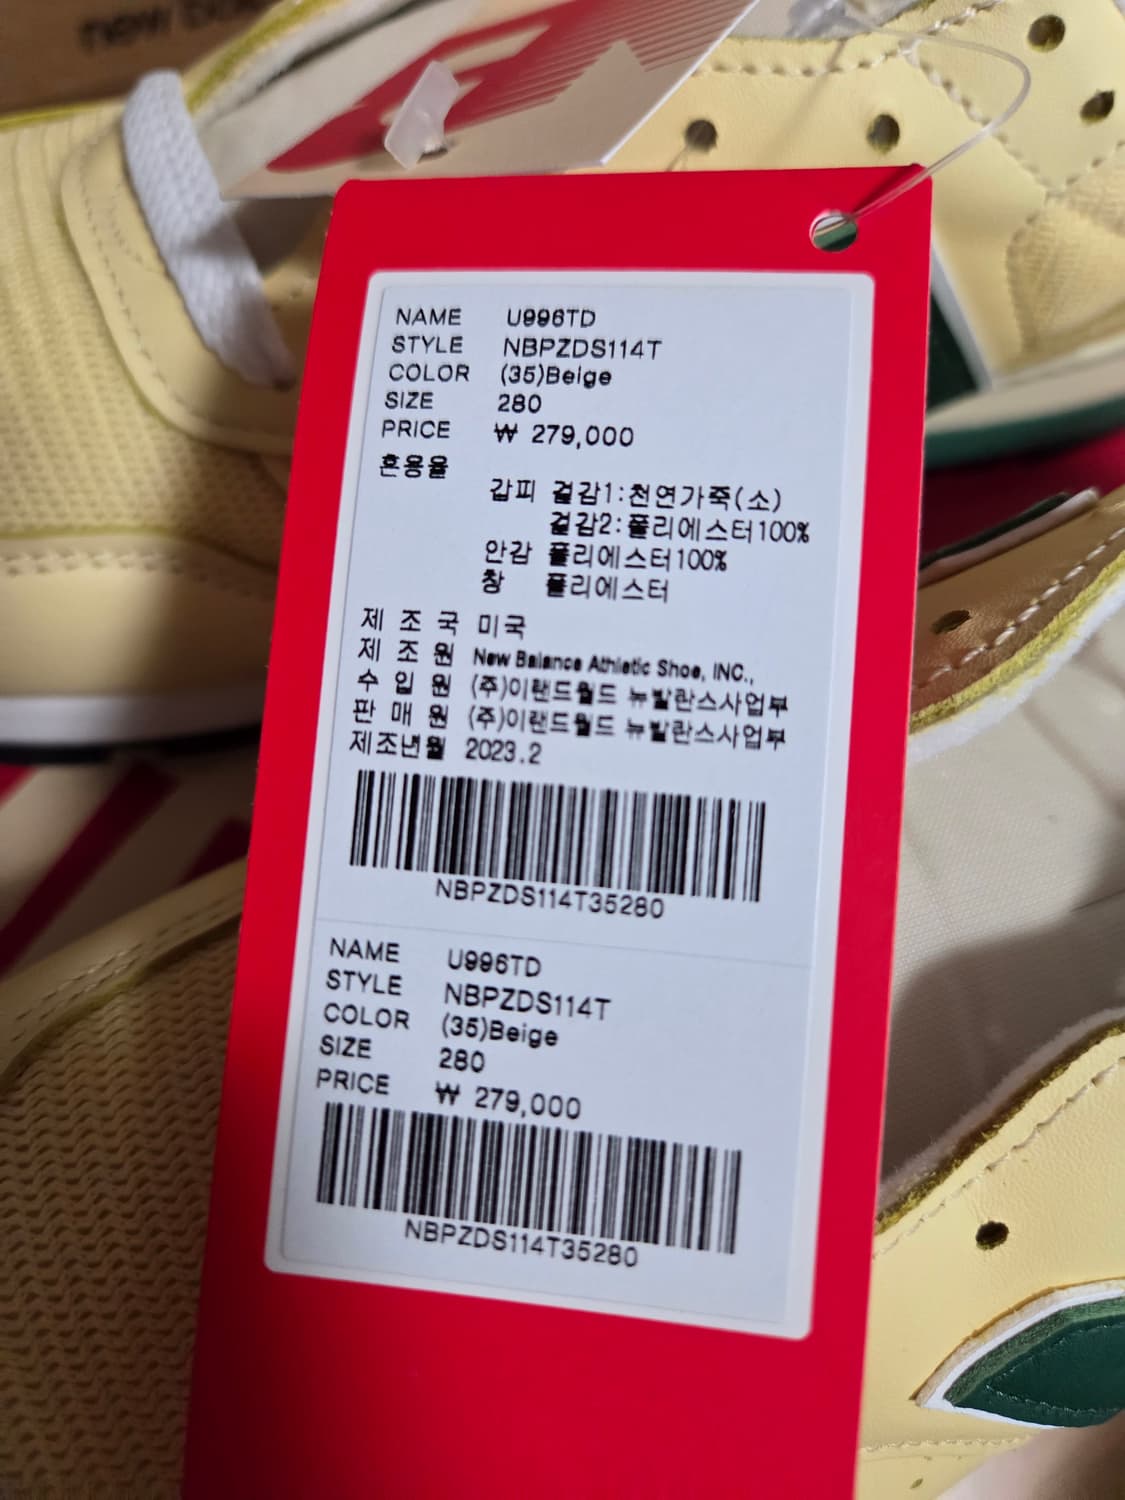 NAME U996TD
STYLE NBPZDS114T
COLOR (35)Beige
SIZE 280
PRICE ₩ 279,000
혼용율
갑피 겉감1:천연가죽(소)
겉감2:폴리에스터100%
안감 폴리에스터100%
창 폴리에스터
제 조 국 미국
제 조 원 New Balance Athletic Shoe, INC.,
수 입 원 (주)이랜드월드 뉴발란스사업부
판 매 원 (주)이랜드월드 뉴발란스사업부
제조년월 2023.2
NBPZDS114T35280
NAME U996TD
STYLE NBPZDS114T
COLOR (35)Beige
SIZE 280
PRICE ₩ 279,000
NBPZDS114T35280